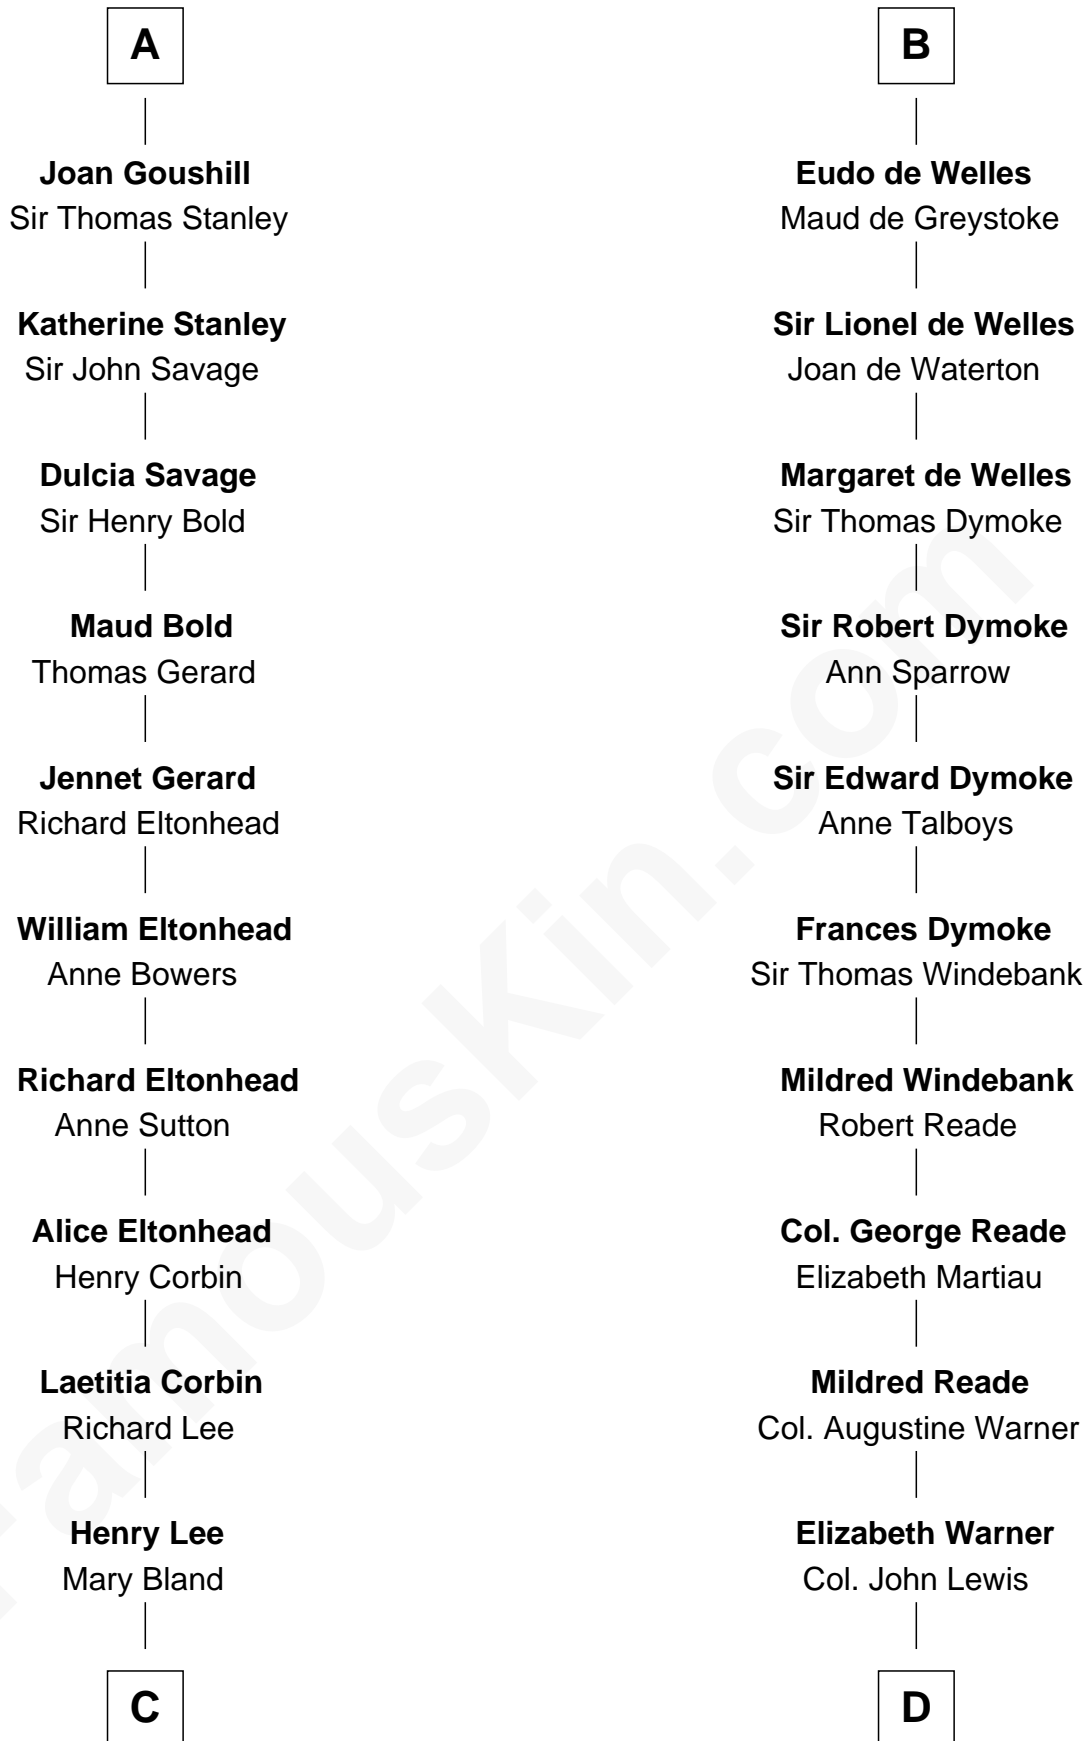 A
Joan Goushill
Sir Thomas Stanley
Katherine Stanley
Sir John Savage
Dulcia Savage
Sir Henry Bold
Maud Bold
Thomas Gerard
Jennet Gerard
Richard Eltonhead
William Eltonhead
Anne Bowers
Richard Eltonhead
Anne Sutton
Alice Eltonhead
Henry Corbin
Laetitia Corbin
Richard Lee
Henry Lee
Mary Bland
C
B
Eudo de Welles
Maud de Greystoke
Sir Lionel de Welles
Joan de Waterton
Margaret de Welles
Sir Thomas Dymoke
Sir Robert Dymoke
Ann Sparrow
Sir Edward Dymoke
Anne Talboys
Frances Dymoke
Sir Thomas Windebank
Mildred Windebank
Robert Reade
Col. George Reade
Elizabeth Martiau
Mildred Reade
Col. Augustine Warner
Elizabeth Warner
Col. John Lewis
D
FamousKin.com